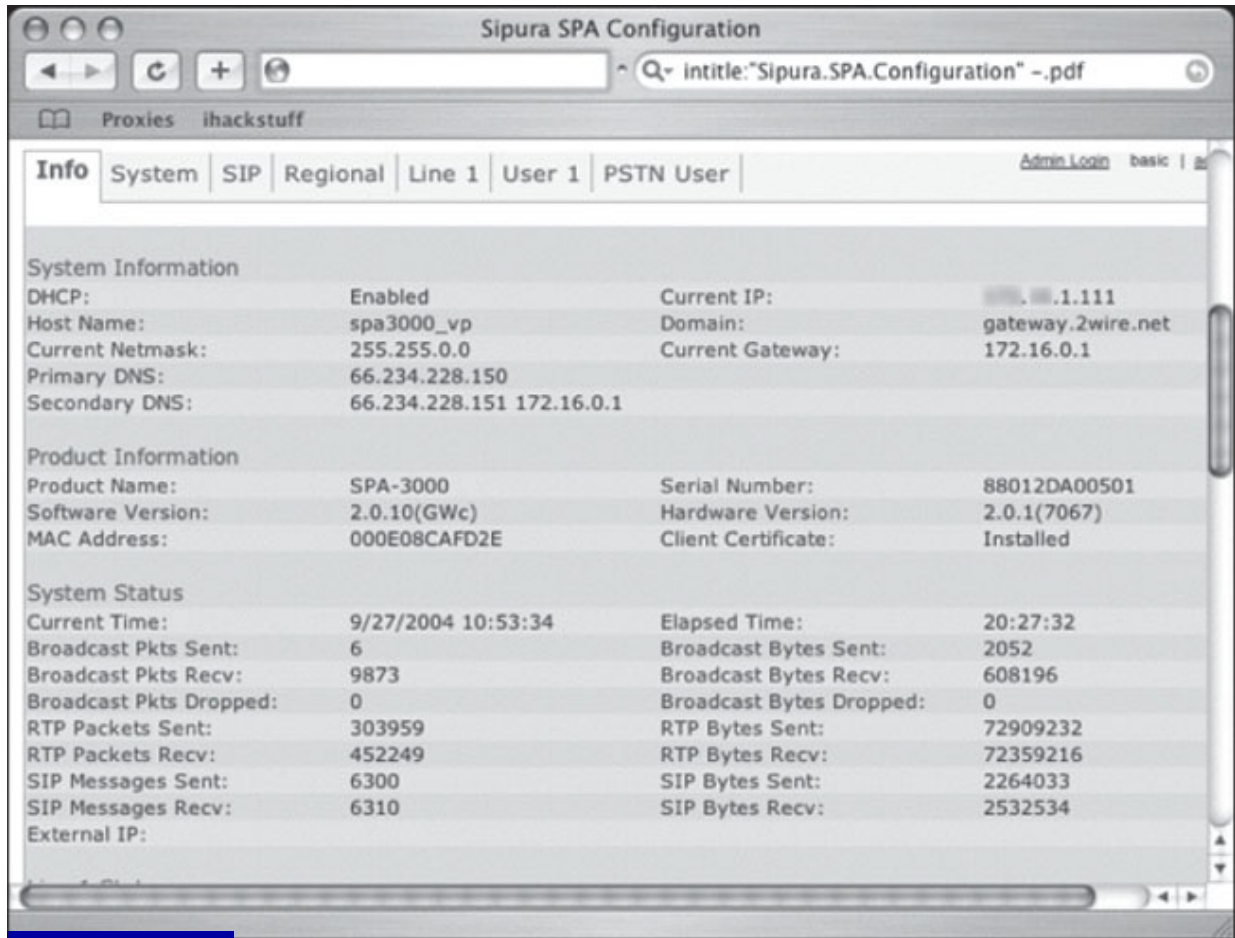 Sipura SPA Configuration
intitle:"Sipura.SPA.Configuration" -.pdf
Proxies ihackstuff
Info System SIP Regional Line 1 User 1 PSTN User Admin Login basic |
System Information
DHCP: Enabled Current IP: .1.111
Host Name: spa3000_vp Domain: gateway.2wire.net
Current Netmask: 255.255.0.0 Current Gateway: 172.16.0.1
Primary DNS: 66.234.228.150
Secondary DNS: 66.234.228.151 172.16.0.1
Product Information
Product Name: SPA-3000 Serial Number: 88012DA00501
Software Version: 2.0.10(GWc) Hardware Version: 2.0.1(7067)
MAC Address: 000E08CAFD2E Client Certificate: Installed
System Status
Current Time: 9/27/2004 10:53:34 Elapsed Time: 20:27:32
Broadcast Pkts Sent: 6 Broadcast Bytes Sent: 2052
Broadcast Pkts Recv: 9873 Broadcast Bytes Recv: 608196
Broadcast Pkts Dropped: 0 Broadcast Bytes Dropped: 0
RTP Packets Sent: 303959 RTP Bytes Sent: 72909232
RTP Packets Recv: 452249 RTP Bytes Recv: 72359216
SIP Messages Sent: 6300 SIP Bytes Sent: 2264033
SIP Messages Recv: 6310 SIP Bytes Recv: 2532534
External IP: